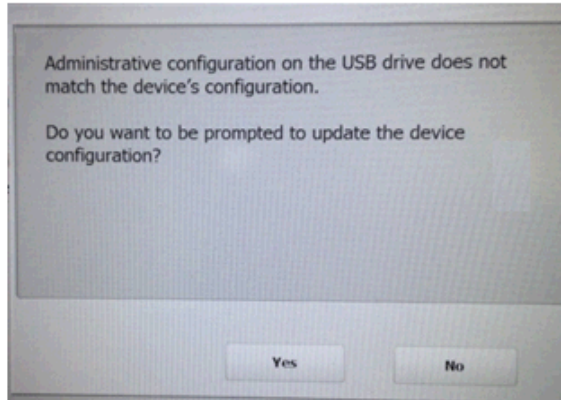 Administrative configuration on the USB drive does not
match the device's configuration.
Do you want to be prompted to update the device
configuration?
Yes
No